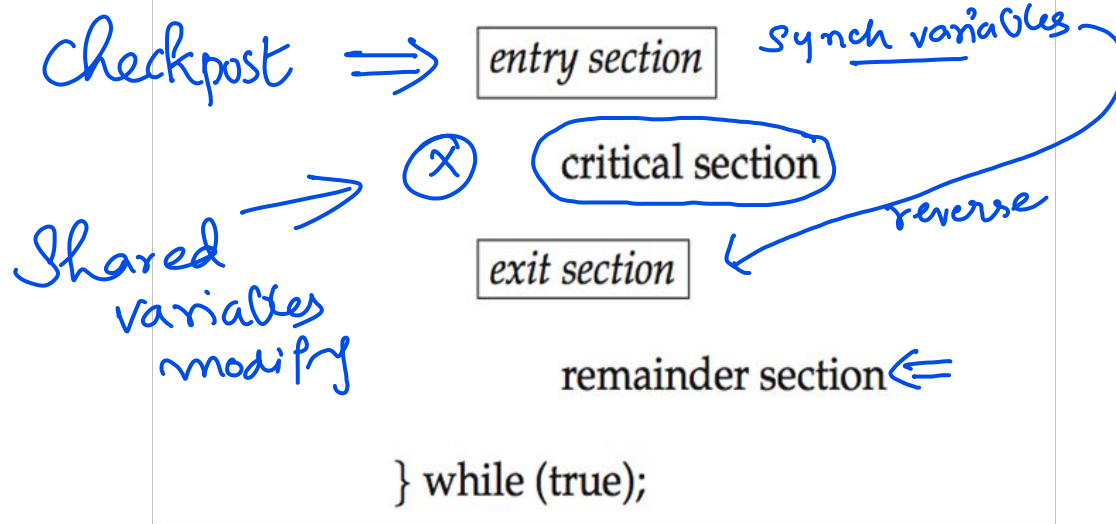 Checkpost ⇒ entry section synch variables
X critical section
reverse
Shared
variables
modify
exit section
remainder section ⇐
} while (true);